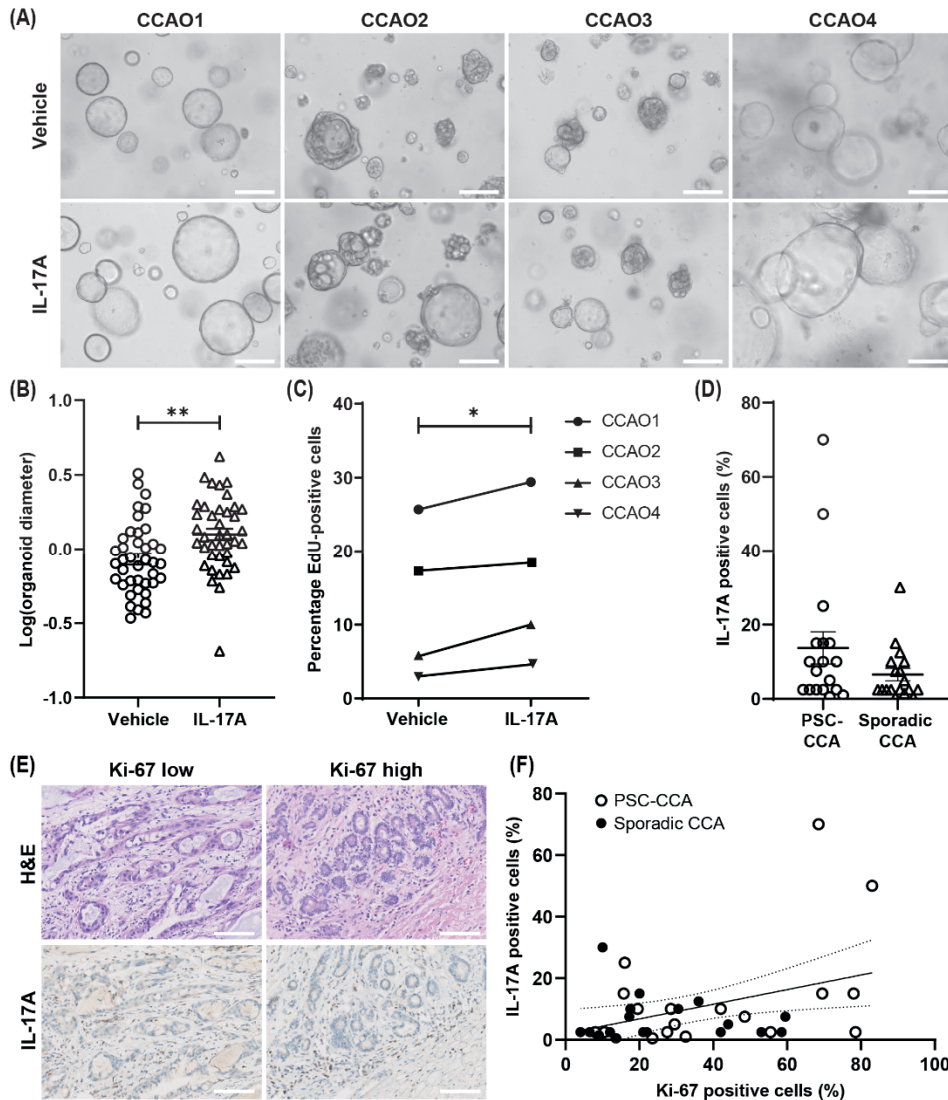 (A)
CCAO1 CCAO2 CCAO3 CCAO4
Vehicle
IL-17A
(B)
Log(organoid diameter)
1.0
0.5
0.0
-0.5
-1.0
**
Vehicle IL-17A
(C)
Percentage EdU-positive cells
40
30
20
10
0
*
CCAO1
CCAO2
CCAO3
CCAO4
Vehicle IL-17A
(D)
IL-17A positive cells (%)
80
60
40
20
0
PSC- Sporadic
CCA CCA
(E)
Ki-67 low Ki-67 high
H&E
IL-17A
(F)
IL-17A positive cells (%)
80
60
40
20
0
PSC-CCA
Sporadic CCA
0 20 40 60 80 100
Ki-67 positive cells (%)